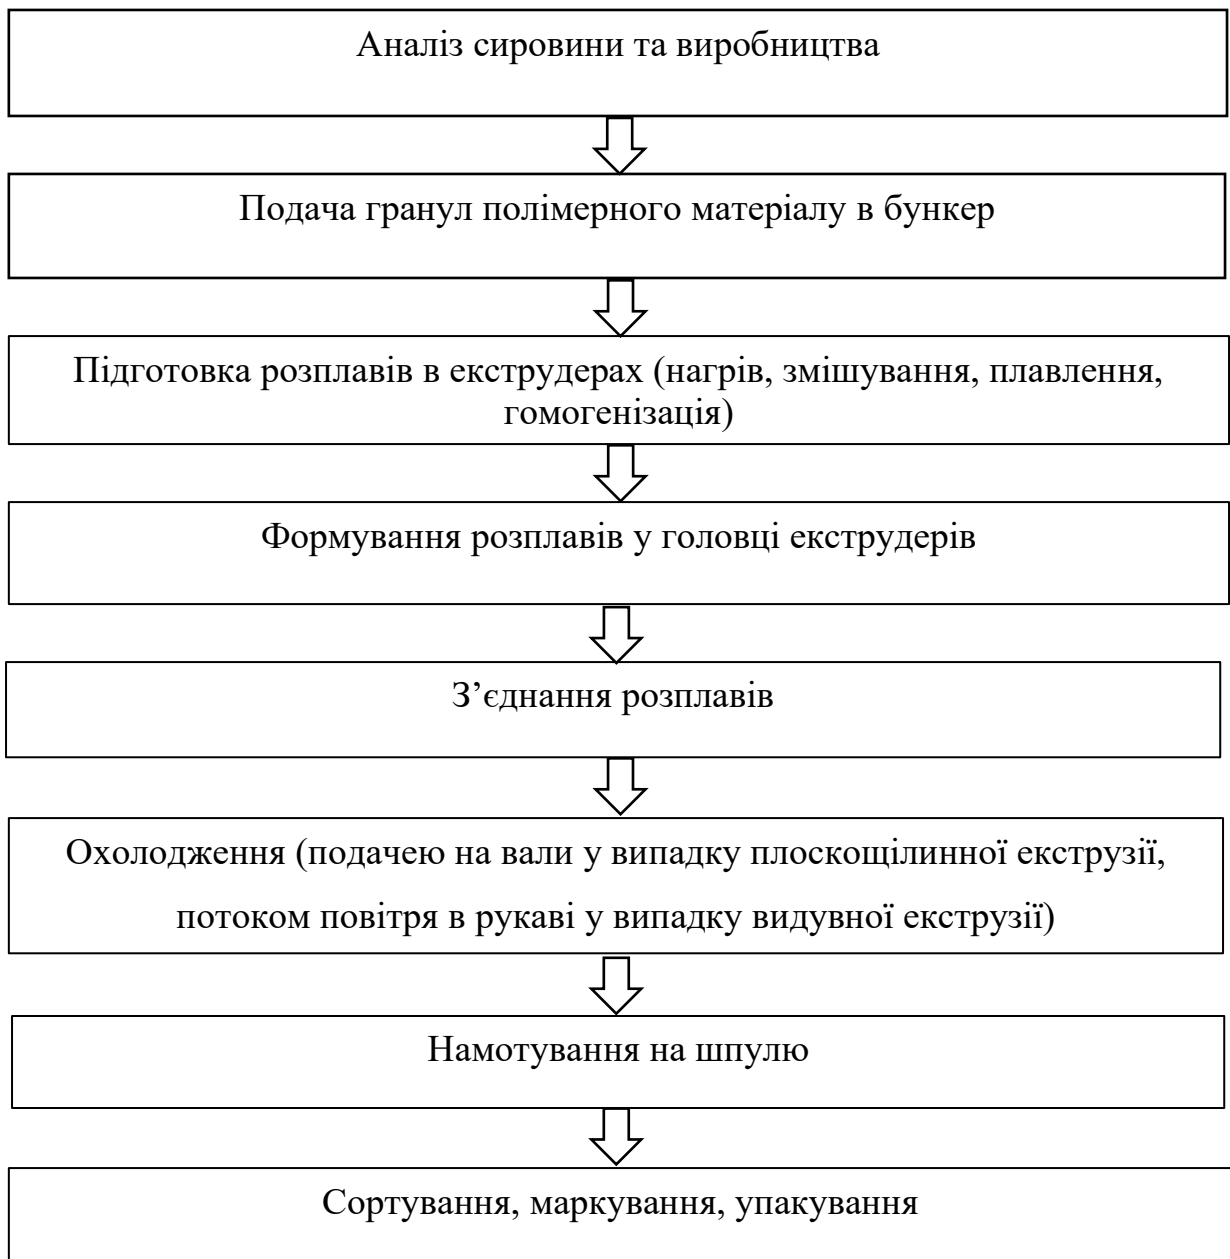 Аналіз сировини та виробництва
Подача гранул полімерного матеріалу в бункер
Підготовка розплавів в екструдерах (нагрів, змішування, плавлення,
гомогенізація)
Формування розплавів у головці екструдерів
З’єднання розплавів
Охолодження (подачею на вали у випадку плоскощілинної екструзії,
потоком повітря в рукаві у випадку видувної екструзії)
Намотування на шпулю
Сортування, маркування, упакування